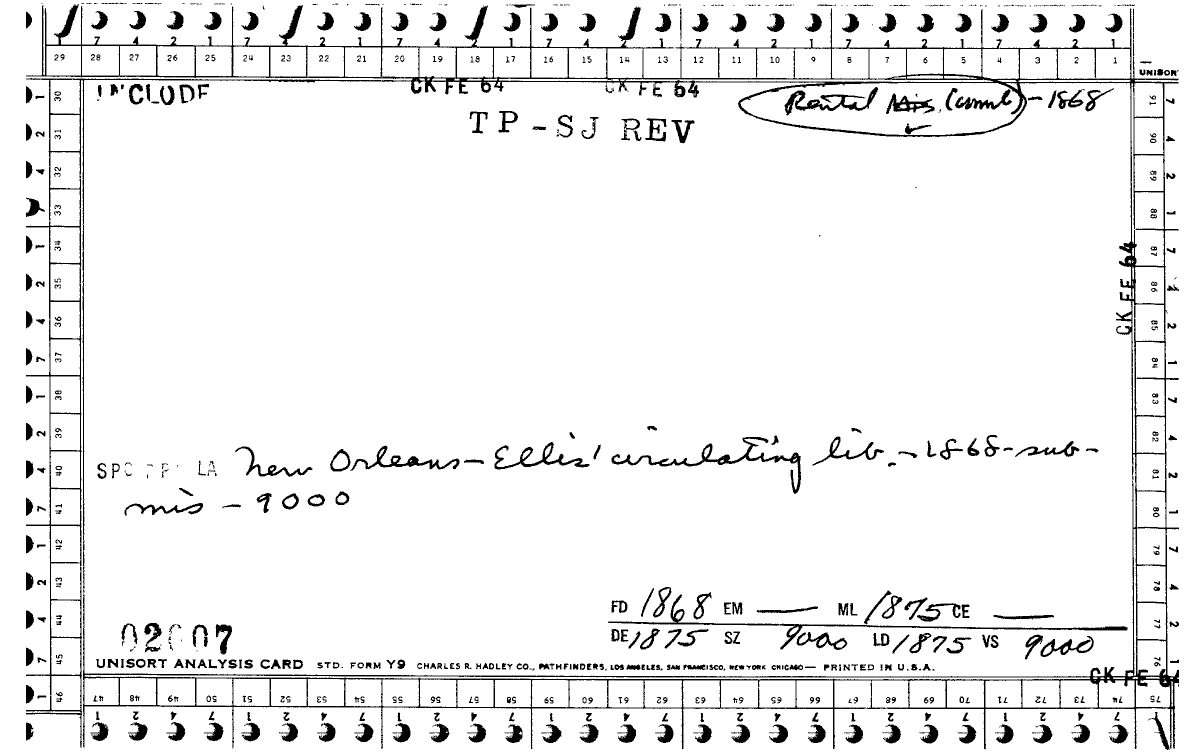 7 4 2 1 7 4 2 1 7 4 2 1 7 4 2 1 7 4 2 1 7 4 2 1 7 4 2 1
29 28 27 26 25 24 23 22 21 20 19 18 17 16 15 14 13 12 11 10 9 8 7 6 5 4 3 2 1
UNISORT
INCLUDE CK FE 64 CK FE 64 Rental Mis. (comml) - 1868
TP - SJ REV
1 30
2 31
4 32
33
1 34
2 35
4 36
7 37
1 38
2 39
4 40
7 41
1 42
2 43
4 44
7 45
1 46
91 7
90 4
89 2
88 1
87 7
86 4
85 2
84 1
83 7
82 4
81 2
80 1
79 7
78 4
77 2
76 1
CK FE 64
LA New Orleans - Ellis' circulating lib. - 1868 - sub-
mis - 9000
FD 1868 EM — ML 1875 CE —
DE 1875 SZ 9000 LD 1875 VS 9000
02007
UNISORT ANALYSIS CARD STD. FORM Y9 CHARLES R. HADLEY CO., PATHFINDERS, LOS ANGELES, SAN FRANCISCO, NEW YORK CHICAGO — PRINTED IN U.S.A.
CK FE 64
47 48 49 50 51 52 53 54 55 56 57 58 59 60 61 62 63 64 65 66 67 68 69 70 71 72 73 74 75
1 2 4 7 1 2 4 7 1 2 4 7 1 2 4 7 1 2 4 7 1 2 4 7 1 2 4 7